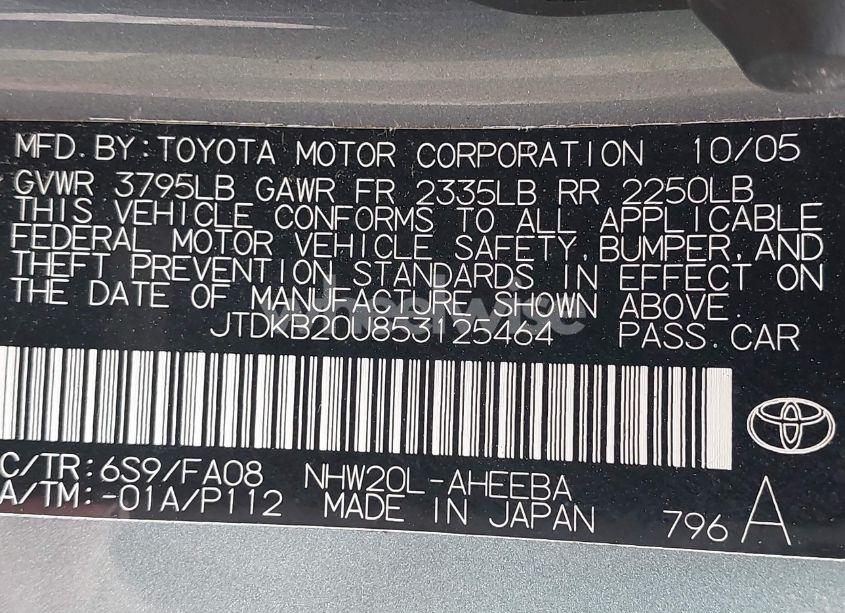 MFD. BY: TOYOTA MOTOR CORPORATION 10/05
GVWR 3795LB GAWR FR 2335LB RR 2250LB
THIS VEHICLE CONFORMS TO ALL APPLICABLE
FEDERAL MOTOR VEHICLE SAFETY, BUMPER, AND
THEFT PREVENTION STANDARDS IN EFFECT ON
THE DATE OF MANUFACTURE SHOWN ABOVE.
wheelwise
JTDKB20U853125464 PASS. CAR
C/TR: 6S9/FA08 NHW20L-AHEEBA
A/TM: -01A/P112 MADE IN JAPAN 796 A